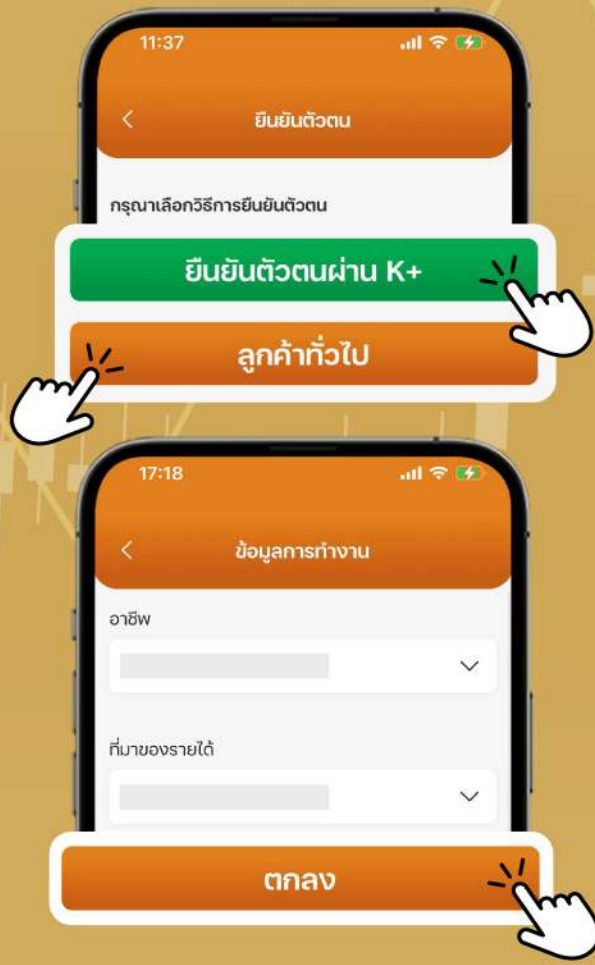 11:37
ยืนยันตัวตน
กรุณาเลือกวิธีการยืนยันตัวตน
ยืนยันตัวตนผ่าน K+
ลูกค้าทั่วไป
17:18
ข้อมูลการทำงาน
อาชีพ
ที่มาของรายได้
ตกลง